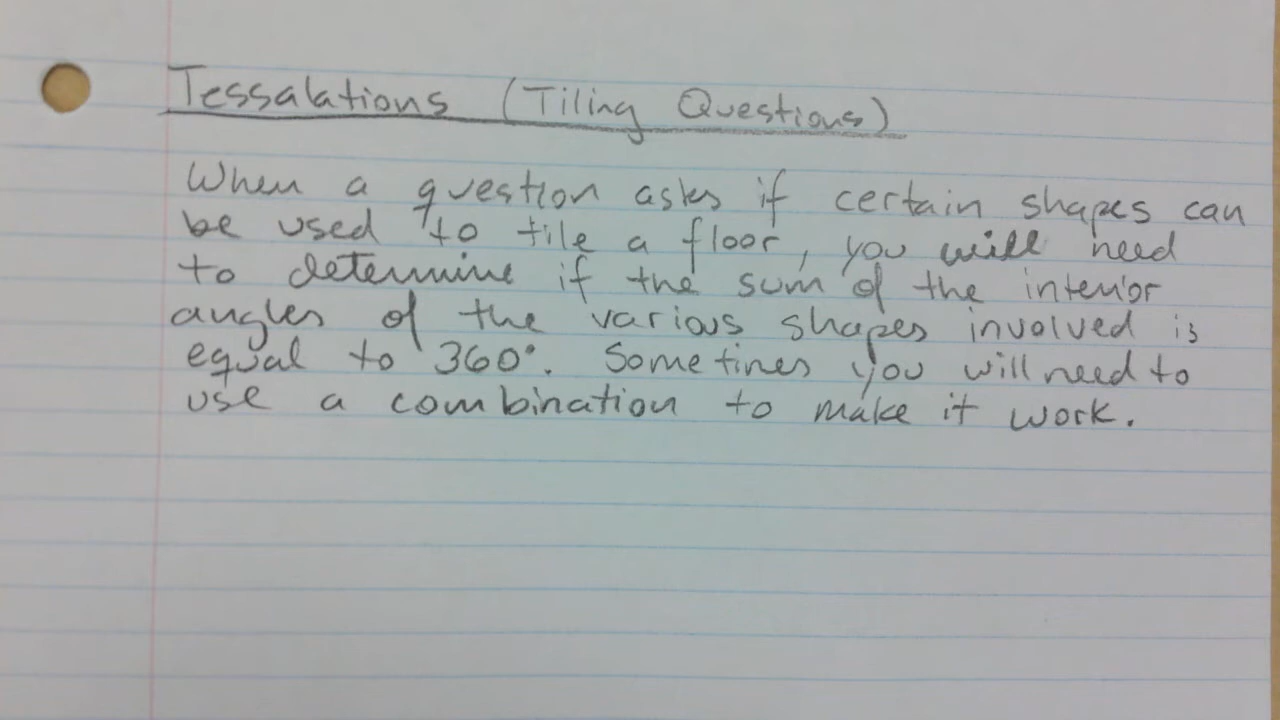 Tessalations (Tiling Questions)
When a question asks if certain shapes can
be used to tile a floor, you will need
to determine if the sum of the interior
angles of the various shapes involved is
equal to 360°. Sometimes you will need to
use a combination to make it work.